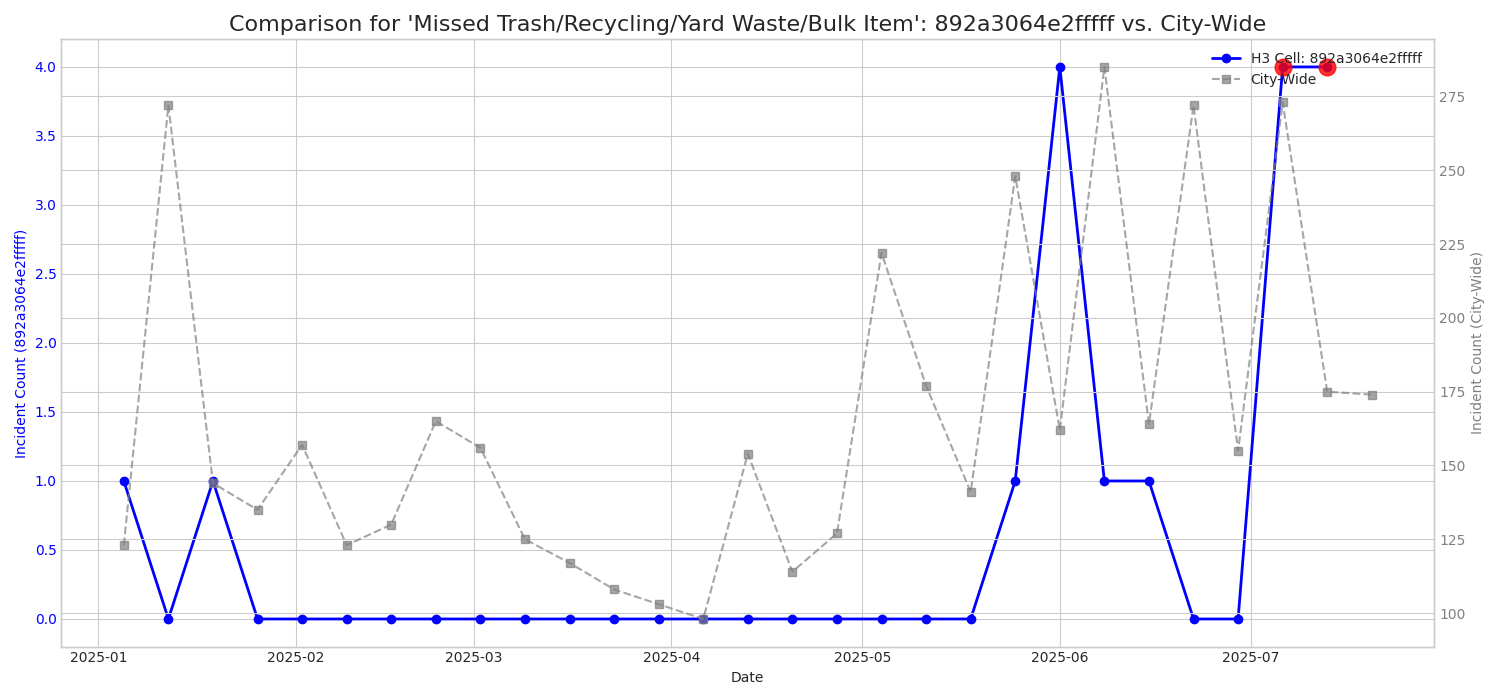 Comparison for 'Missed Trash/Recycling/Yard Waste/Bulk Item': 892a3064e2fffff vs. City-Wide
H3 Cell: 892a3064e2fffff
City-Wide
Incident Count (892a3064e2fffff)
4.0
3.5
3.0
2.5
2.0
1.5
1.0
0.5
0.0
275
250
225
200
175
150
125
100
Incident Count (City-Wide)
2025-01 2025-02 2025-03 2025-04 2025-05 2025-06 2025-07
Date